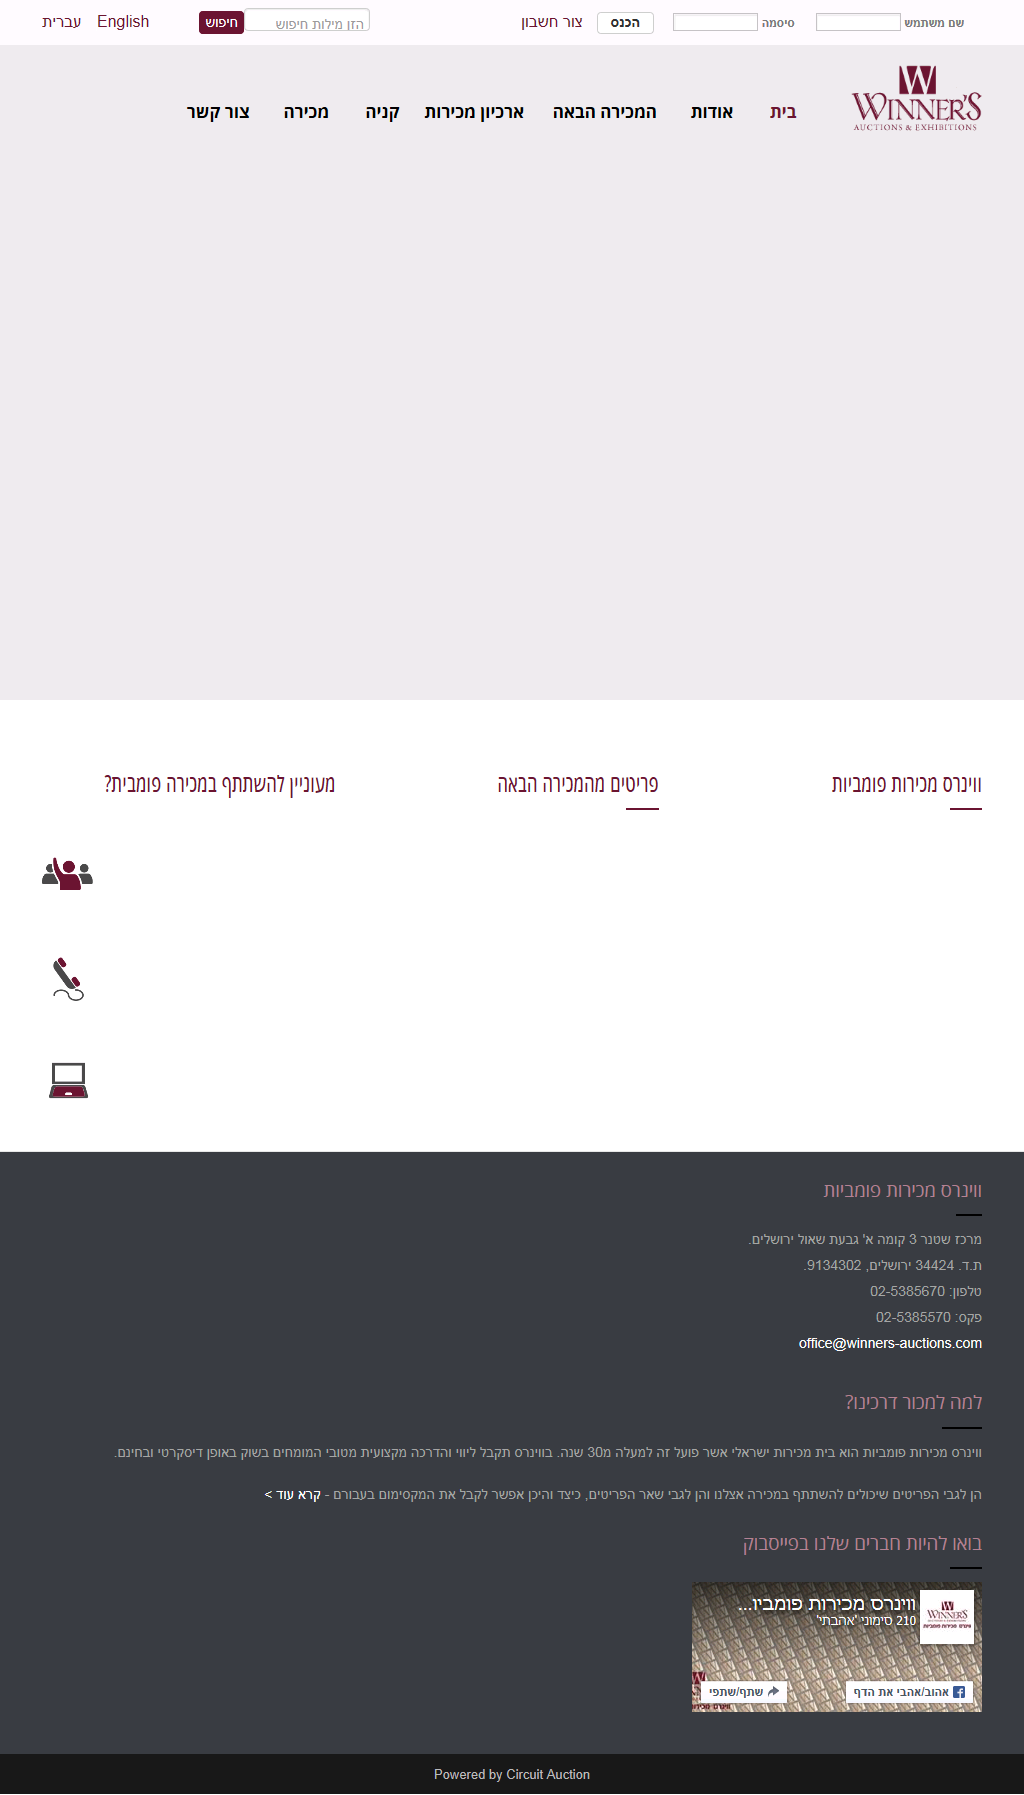 שם משתמש
סיסמה
הכנס
צור חשבון
הזן מילות חיפוש
חיפוש
English
עברית
WINNER'S
AUCTIONS & EXHIBITIONS
בית
אודות
המכירה הבאה
ארכיון מכירות
קניה
מכירה
צור קשר
ווינרס מכירות פומביות
פריטים מהמכירה הבאה
מעוניין להשתתף במכירה פומבית?
ווינרס מכירות פומביות
מרכז שטנר 3 קומה א' גבעת שאול ירושלים.
ת.ד. 34424 ירושלים, 9134302.
טלפון: 02-5385670
פקס: 02-5385570
office@winners-auctions.com
למה למכור דרכינו?
ווינרס מכירות פומביות הוא בית מכירות ישראלי אשר פועל זה למעלה מ30 שנה. בווינרס תקבל ליווי והדרכה מקצועית מטובי המומחים בשוק באופן דיסקרטי ובחינם.
הן לגבי הפריטים שיכולים להשתתף במכירה אצלנו והן לגבי שאר הפריטים, כיצד והיכן אפשר לקבל את המקסימום בעבורם - קרא עוד >
בואו להיות חברים שלנו בפייסבוק
ווינרס מכירות פומביו...
210 סימוני 'אהבתי'
WINNER'S
ווינרס מכירות פומביות
אהוב/אהבי את הדף
שתף/שתפי
Powered by Circuit Auction